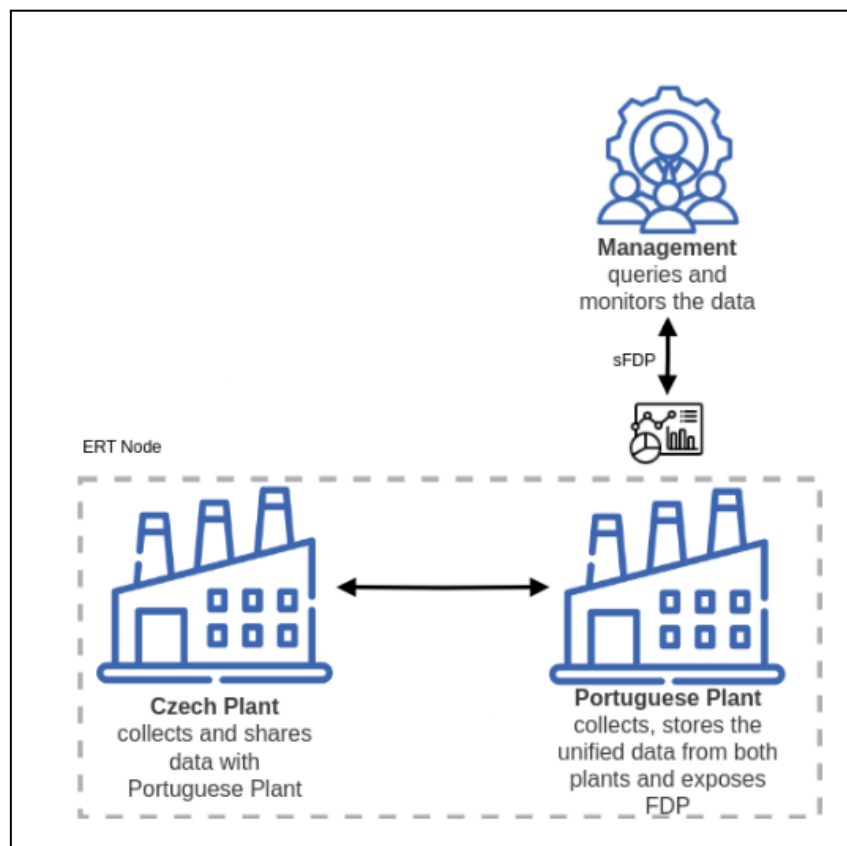 Management
queries and
monitors the data
sFDP
ERT Node
Czech Plant
collects and shares
data with
Portuguese Plant
Portuguese Plant
collects, stores the
unified data from both
plants and exposes
FDP